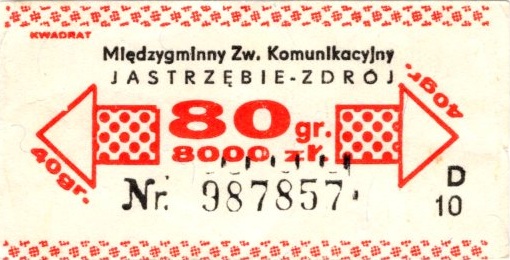 KWADRAT
Międzygminny Zw. Komunikacyjny
JASTRZĘBIE-ZDRÓJ
40gr.
80 gr.
8000 zł.
40gr.
Nr. 987857
D
10